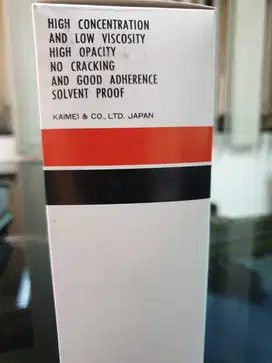 HIGH CONCENTRATION
AND LOW VISCOSITY
HIGH OPACITY
NO CRACKING
AND GOOD ADHERENCE
SOLVENT PROOF
KAIMEI & CO., LTD. JAPAN